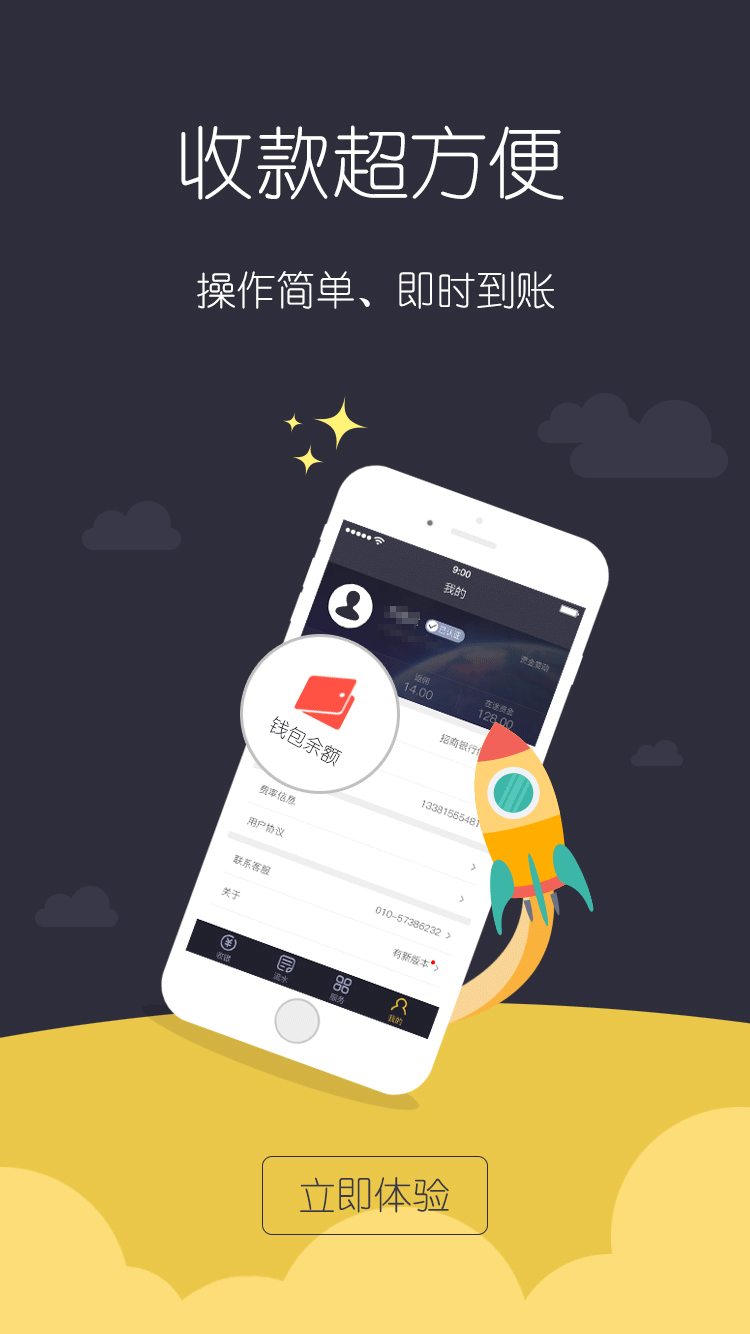 收款超方便
操作简单、即时到账
9:00
我的
已认证
资金变动
返佣
14.00
在途资金
128.00
钱包余额
招商银行
13381555481
费率信息
用户协议
联系客服
010-57386232
关于
有新版本
收银
流水
服务
我的
立即体验